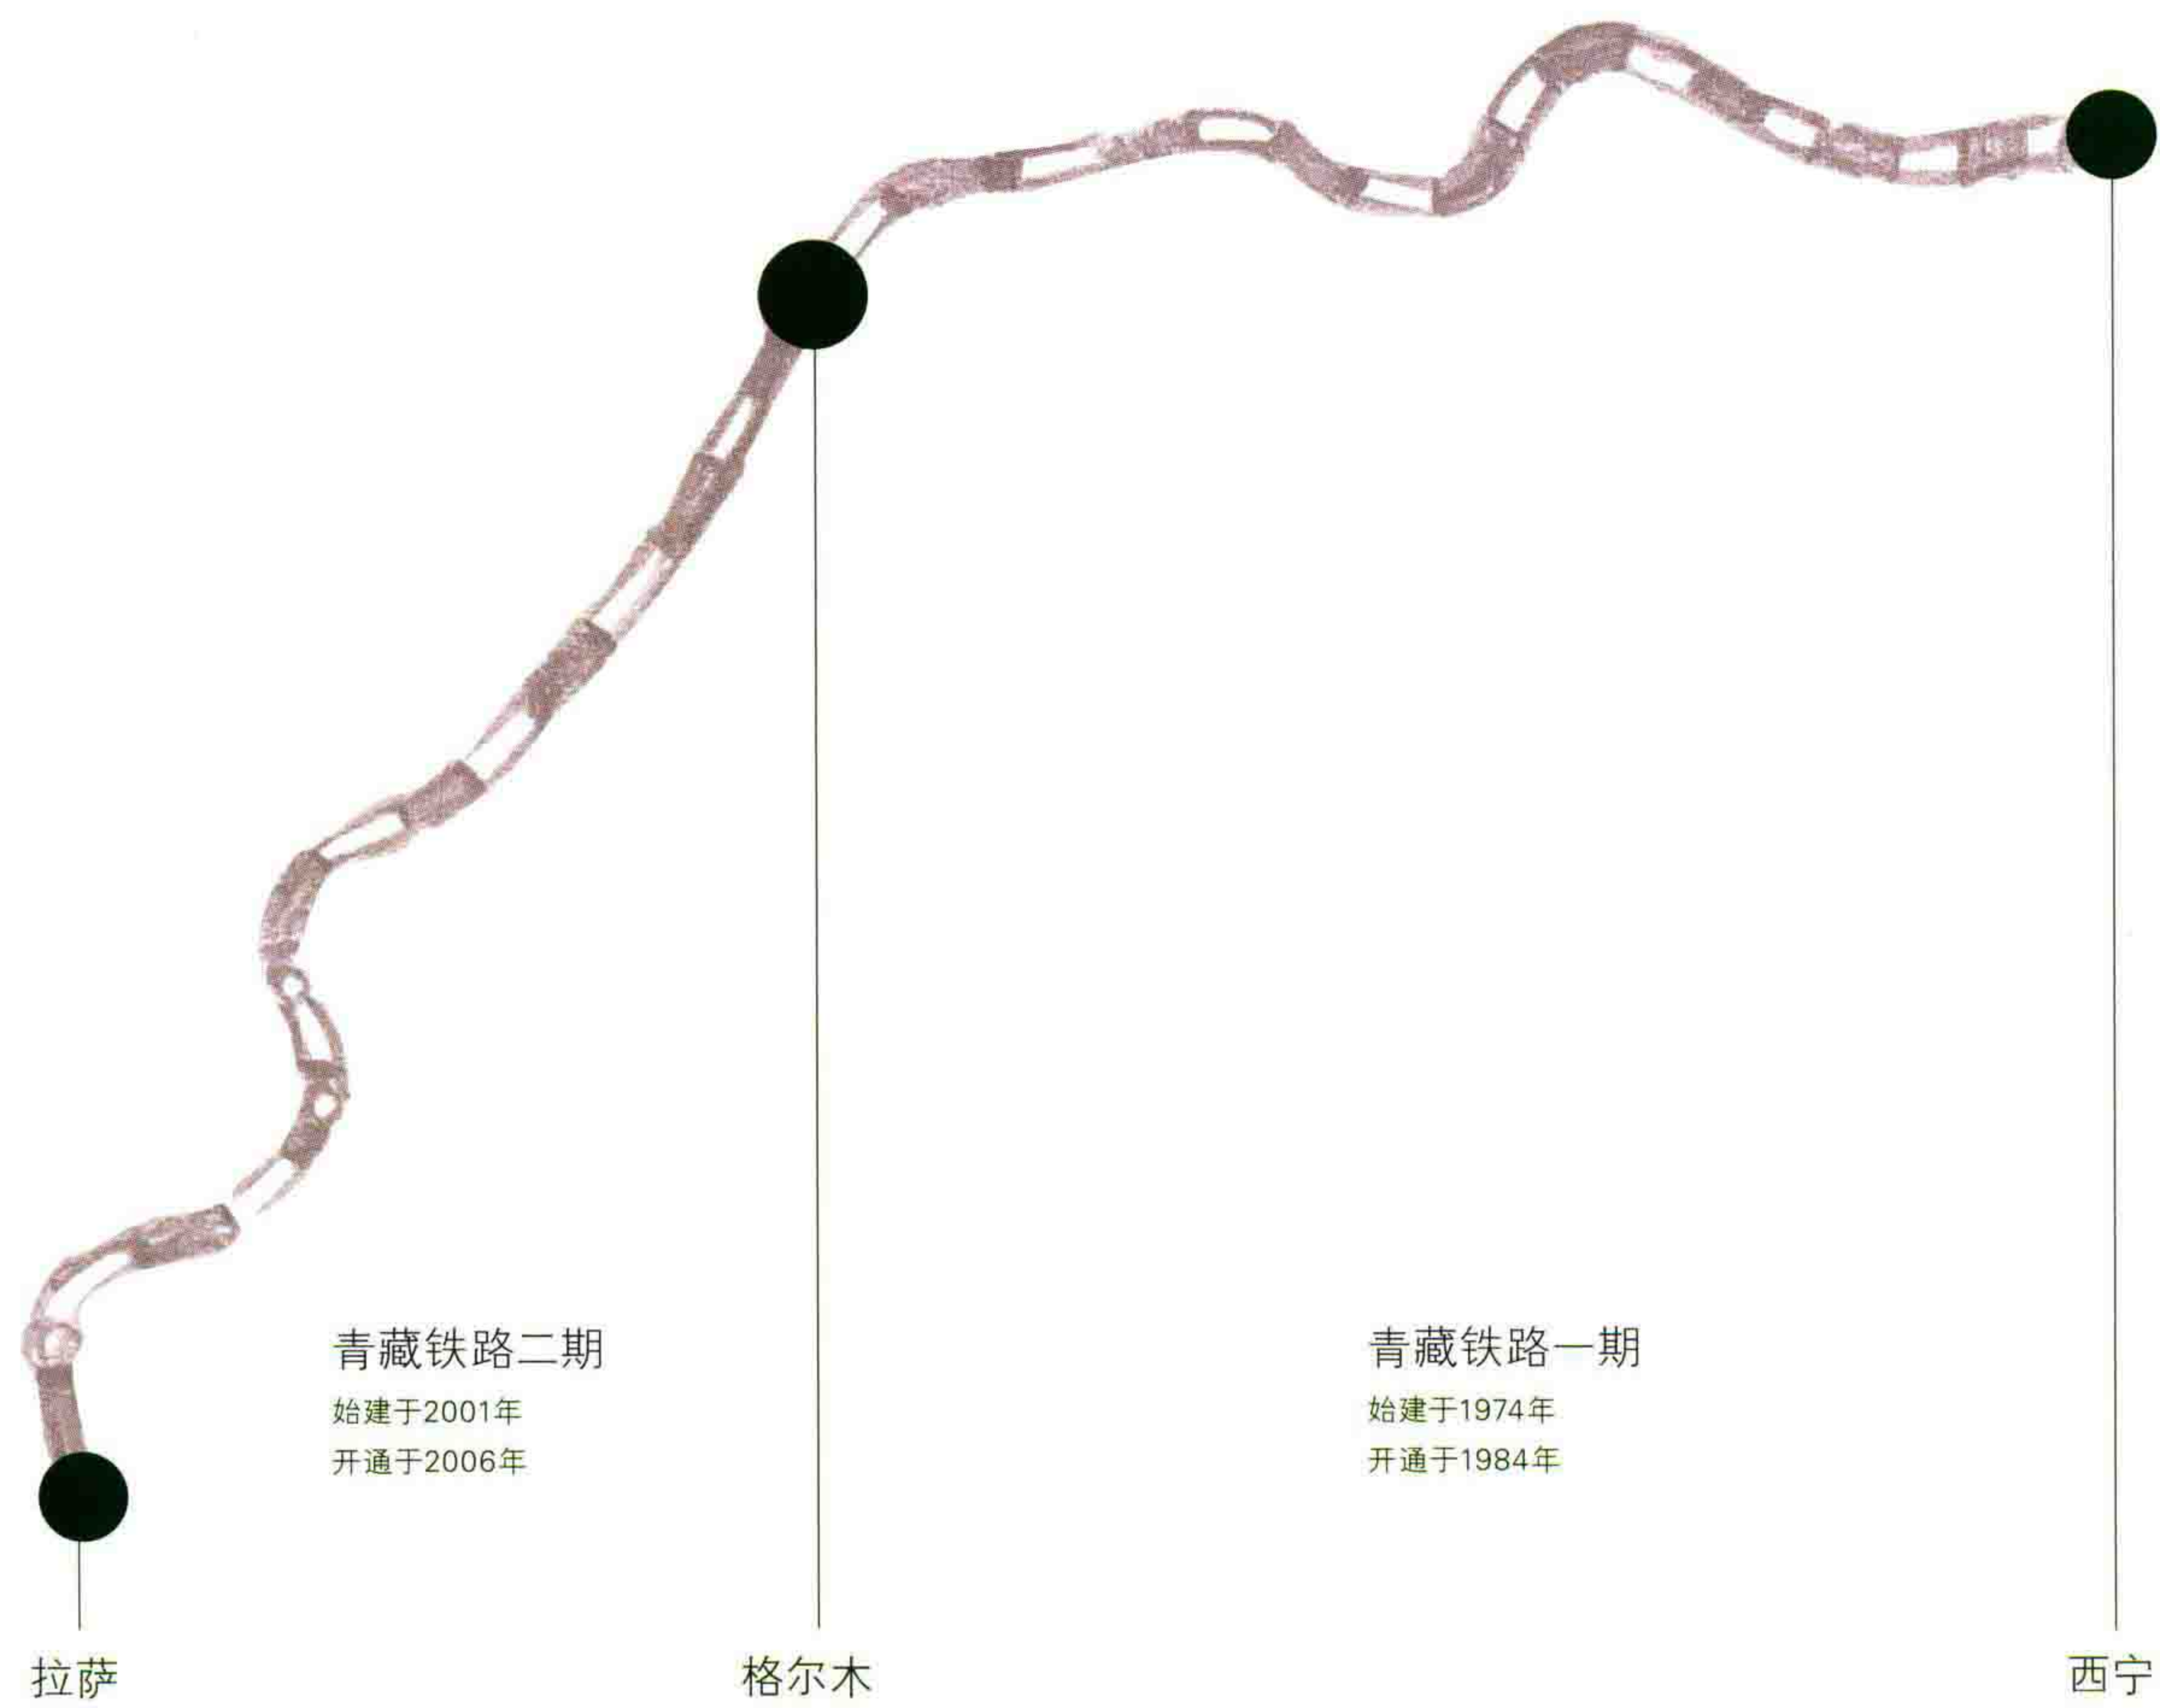 青藏铁路二期
始建于2001年
开通于2006年
青藏铁路一期
始建于1974年
开通于1984年
拉萨
格尔木
西宁